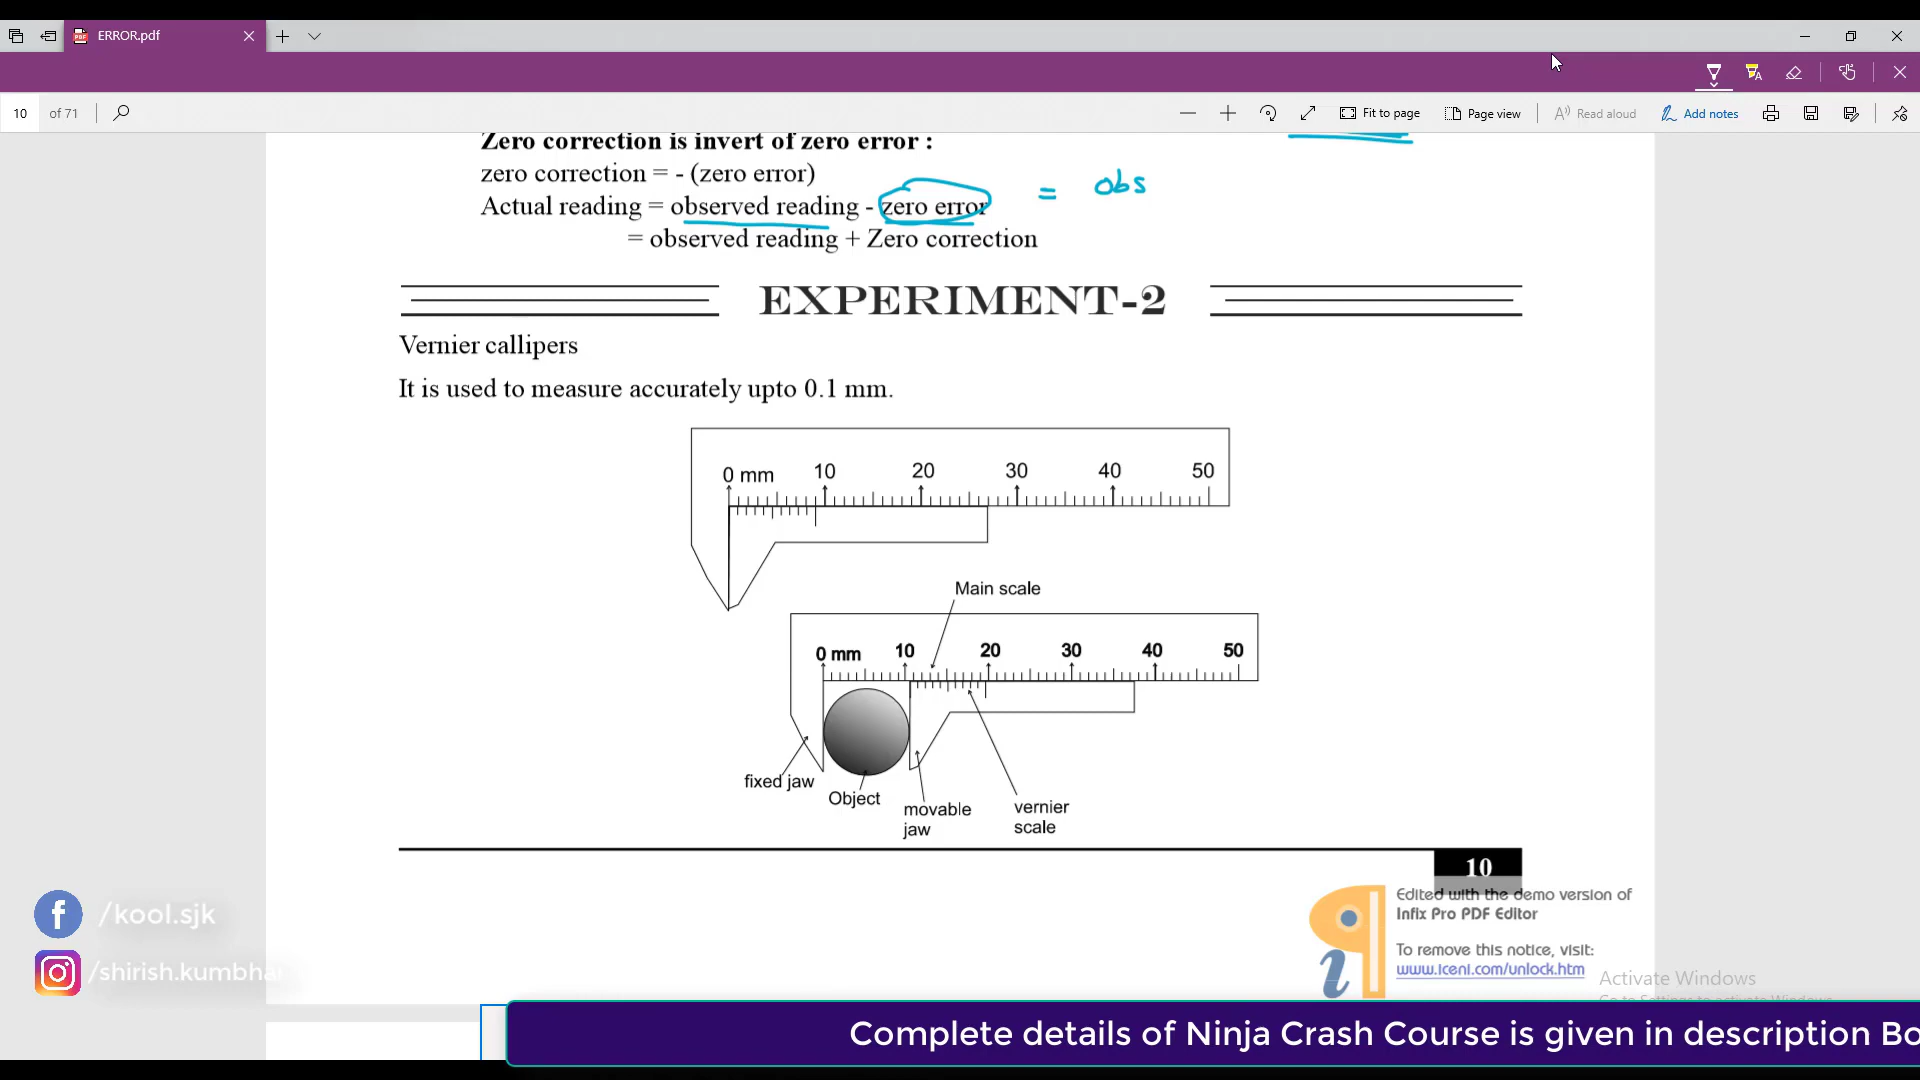 ERROR.pdf
10 of 71
Fit to page
Page view
Read aloud
Add notes
Zero correction is invert of zero error :
zero correction = - (zero error)
Actual reading = observed reading - zero error = obs
= observed reading + Zero correction
EXPERIMENT-2
Vernier callipers
It is used to measure accurately upto 0.1 mm.
0 mm 10 20 30 40 50
Main scale
0 mm 10 20 30 40 50
fixed jaw
Object
movable
jaw
vernier
scale
10
Edited with the demo version of
Infix Pro PDF Editor
To remove this notice, visit:
www.iceni.com/unlock.htm
Activate Windows
/kool.sjk
/shirish.kumbha
Complete details of Ninja Crash Course is given in description Bo